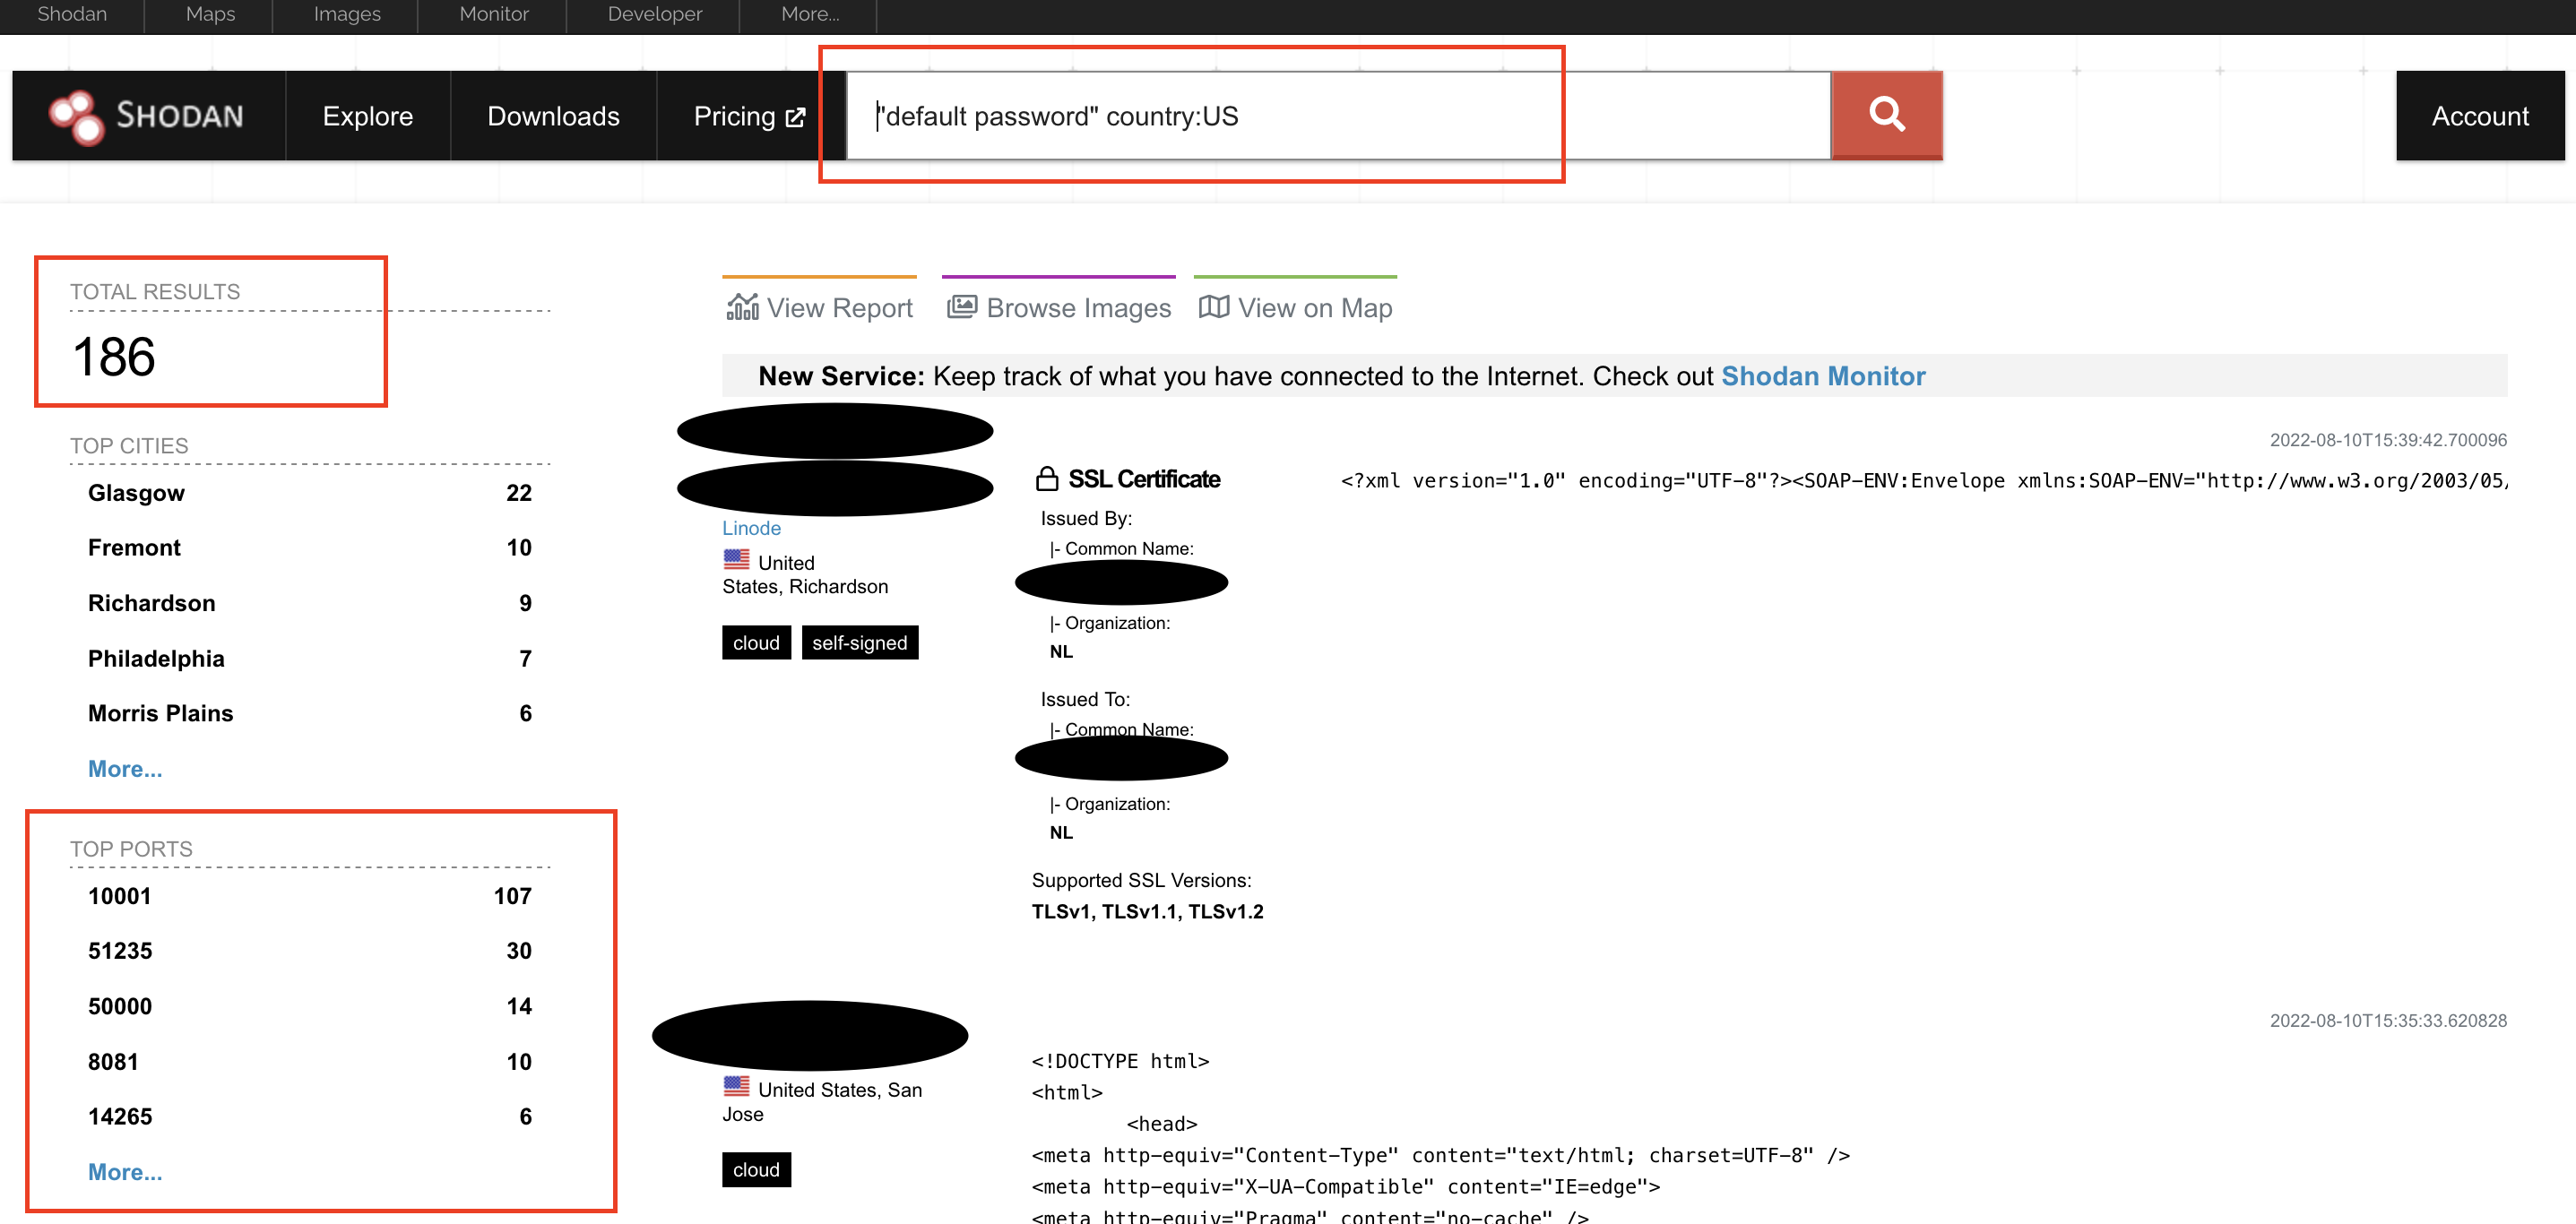 Shodan Maps Images Monitor Developer More...
SHODAN Explore Downloads Pricing "default password" country:US Account
TOTAL RESULTS
186
TOP CITIES
Glasgow 22
Fremont 10
Richardson 9
Philadelphia 7
Morris Plains 6
More...
TOP PORTS
10001 107
51235 30
50000 14
8081 10
14265 6
More...
View Report Browse Images View on Map
New Service: Keep track of what you have connected to the Internet. Check out Shodan Monitor
2022-08-10T15:39:42.700096
Linode
United
States, Richardson
cloud self-signed
SSL Certificate
Issued By:
|- Common Name:
|- Organization:
NL
Issued To:
|- Common Name:
|- Organization:
NL
Supported SSL Versions:
TLSv1, TLSv1.1, TLSv1.2
<?xml version="1.0" encoding="UTF-8"?><SOAP-ENV:Envelope xmlns:SOAP-ENV="http://www.w3.org/2003/05/
2022-08-10T15:35:33.620828
United States, San
Jose
cloud
<!DOCTYPE html>
<html>
<head>
<meta http-equiv="Content-Type" content="text/html; charset=UTF-8" />
<meta http-equiv="X-UA-Compatible" content="IE=edge">
<meta http-equiv="Pragma" content="no-cache" />